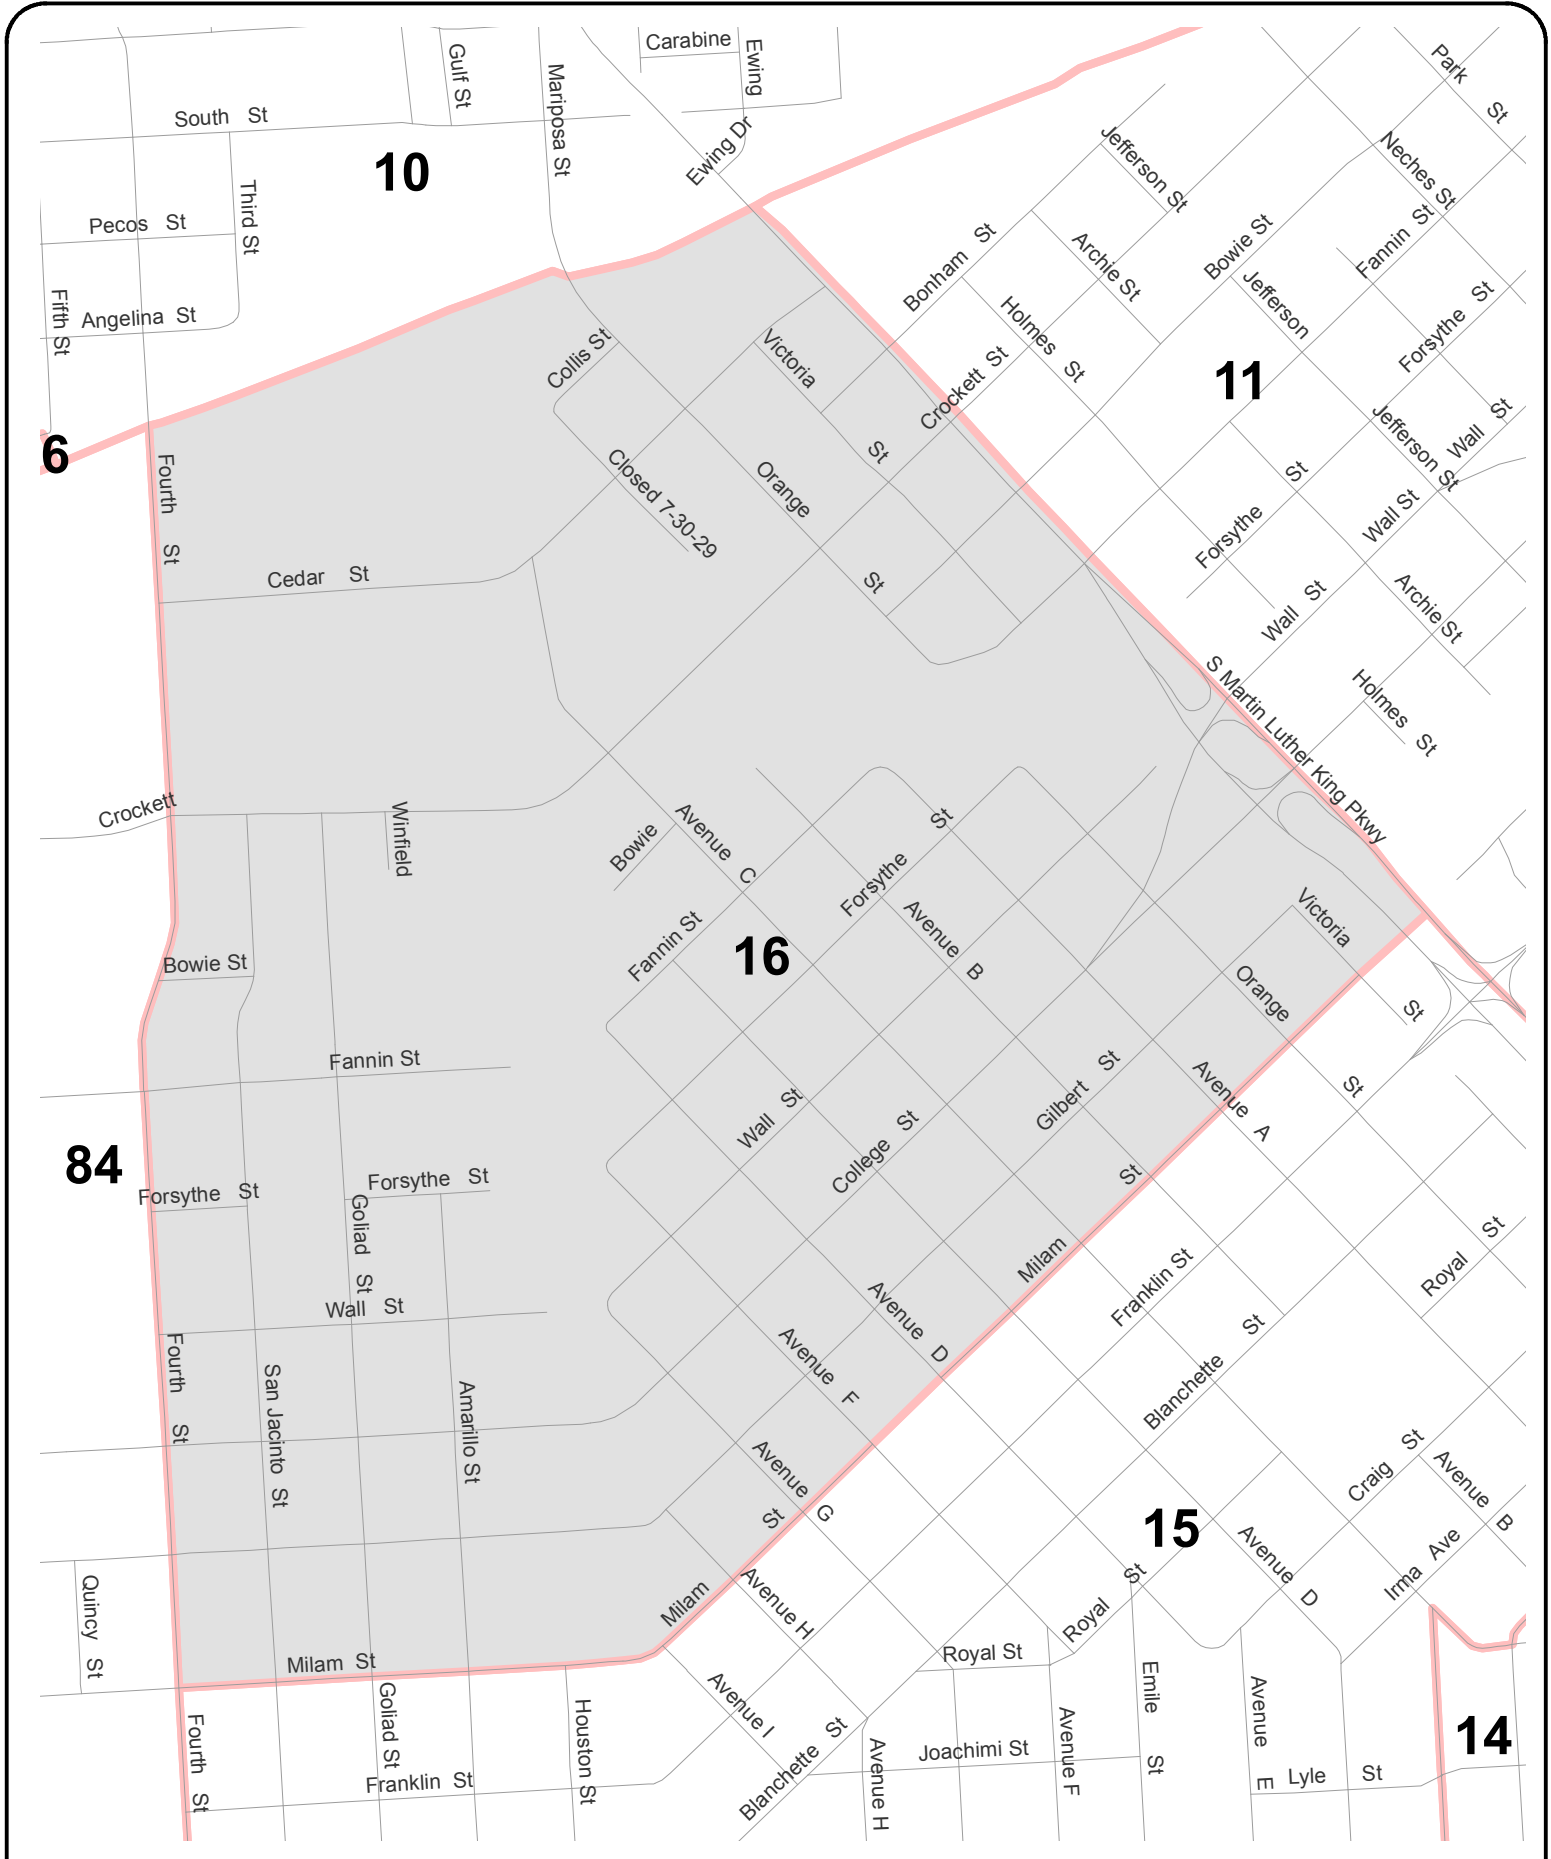 Carabine
Ewing
Gulf St
Mariposa St
Park St
South St
10
Ewing Dr
Jefferson St
Neches St
Third St
Pecos St
Fannin St
Bonham St
Archie St
Bowie St
Fifth St
Angelina St
Jefferson
Holmes St
Forsythe St
Collis St
Victoria St
Crockett St
11
Jefferson St
Wall St
6
Fourth St
Closed 7-30-29
Orange St
Forsythe St
Wall St
Cedar St
Wall St
Archie St
S Martin Luther King Pkwy
Holmes St
Crockett
Winfield
Bowie
Avenue C
Forsythe St
Fannin St
16
Avenue B
Victoria St
Bowie St
Orange St
Fannin St
Wall St
College St
Gilbert St
Avenue A
84
Forsythe St
Forsythe St
Goliad St
Milam St
Franklin St
Royal St
Wall St
Avenue D
Fourth St
San Jacinto St
Amarillo St
Avenue F
Blanchette St
Avenue G
Craig St
Avenue B
15
Milam St
Avenue H
Avenue D
Irma Ave
Quincy St
Milam St
Royal St
Royal St
Emile St
Avenue E
Avenue I
Fourth St
Goliad St
Houston St
Blanchette St
Avenue H
Joachimi St
Avenue F
14
Franklin St
Lyle St